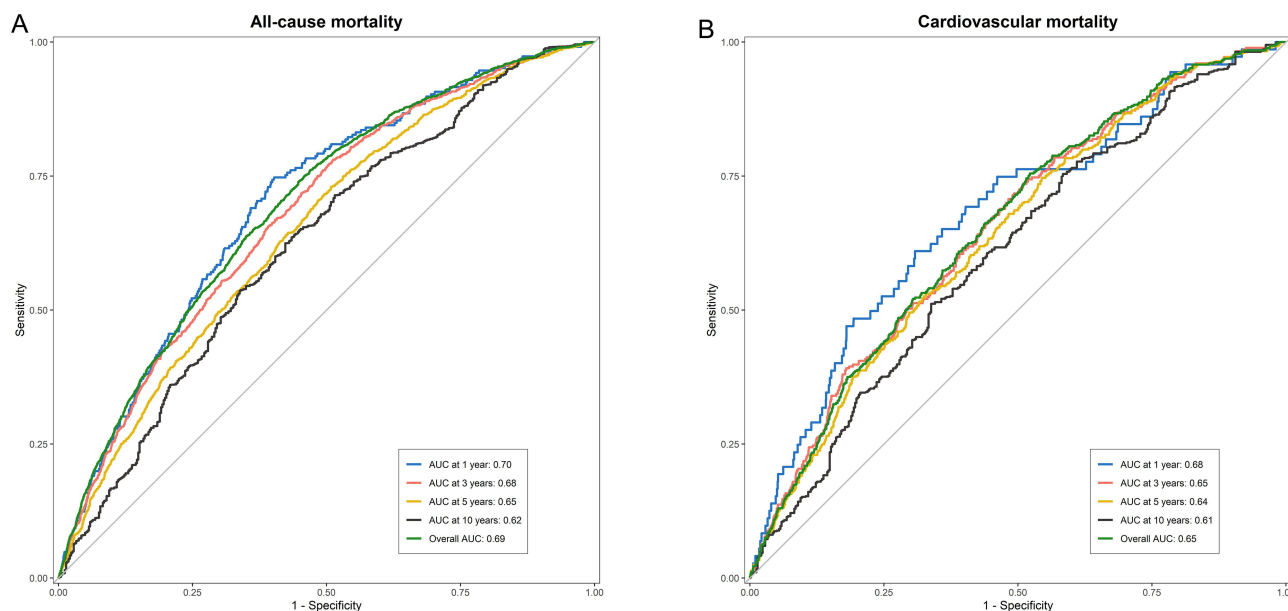 A
All-cause mortality
1.00
0.75
0.50
0.25
0.00
Sensitivity
0.00
0.25
0.50
0.75
1.00
1 - Specificity
AUC at 1 year: 0.70
AUC at 3 years: 0.68
AUC at 5 years: 0.65
AUC at 10 years: 0.62
Overall AUC: 0.69
B
Cardiovascular mortality
1.00
0.75
0.50
0.25
0.00
Sensitivity
0.00
0.25
0.50
0.75
1.00
1 - Specificity
AUC at 1 year: 0.68
AUC at 3 years: 0.65
AUC at 5 years: 0.64
AUC at 10 years: 0.61
Overall AUC: 0.65